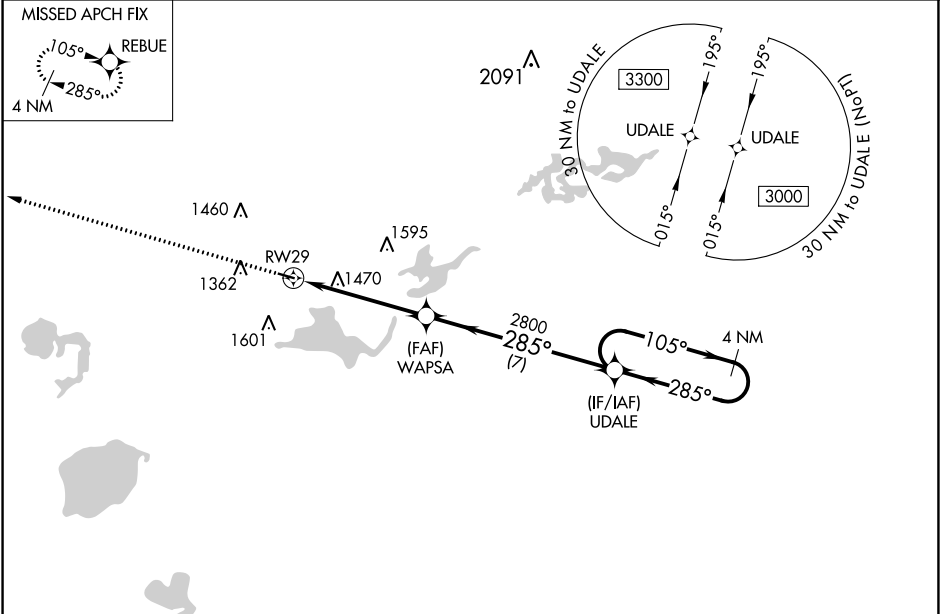 MISSED APCH FIX
REBUE
105°
285°
4 NM
2091
30 NM to UDALE
3300
195°
UDALE
015°
195°
UDALE
3000
015°
30 NM to UDALE (NoPT)
1460
1595
RW29
1362
1470
1601
(FAF)
WAPSA
2800
285°
(7)
105°
4 NM
285°
(IF/IAF)
UDALE